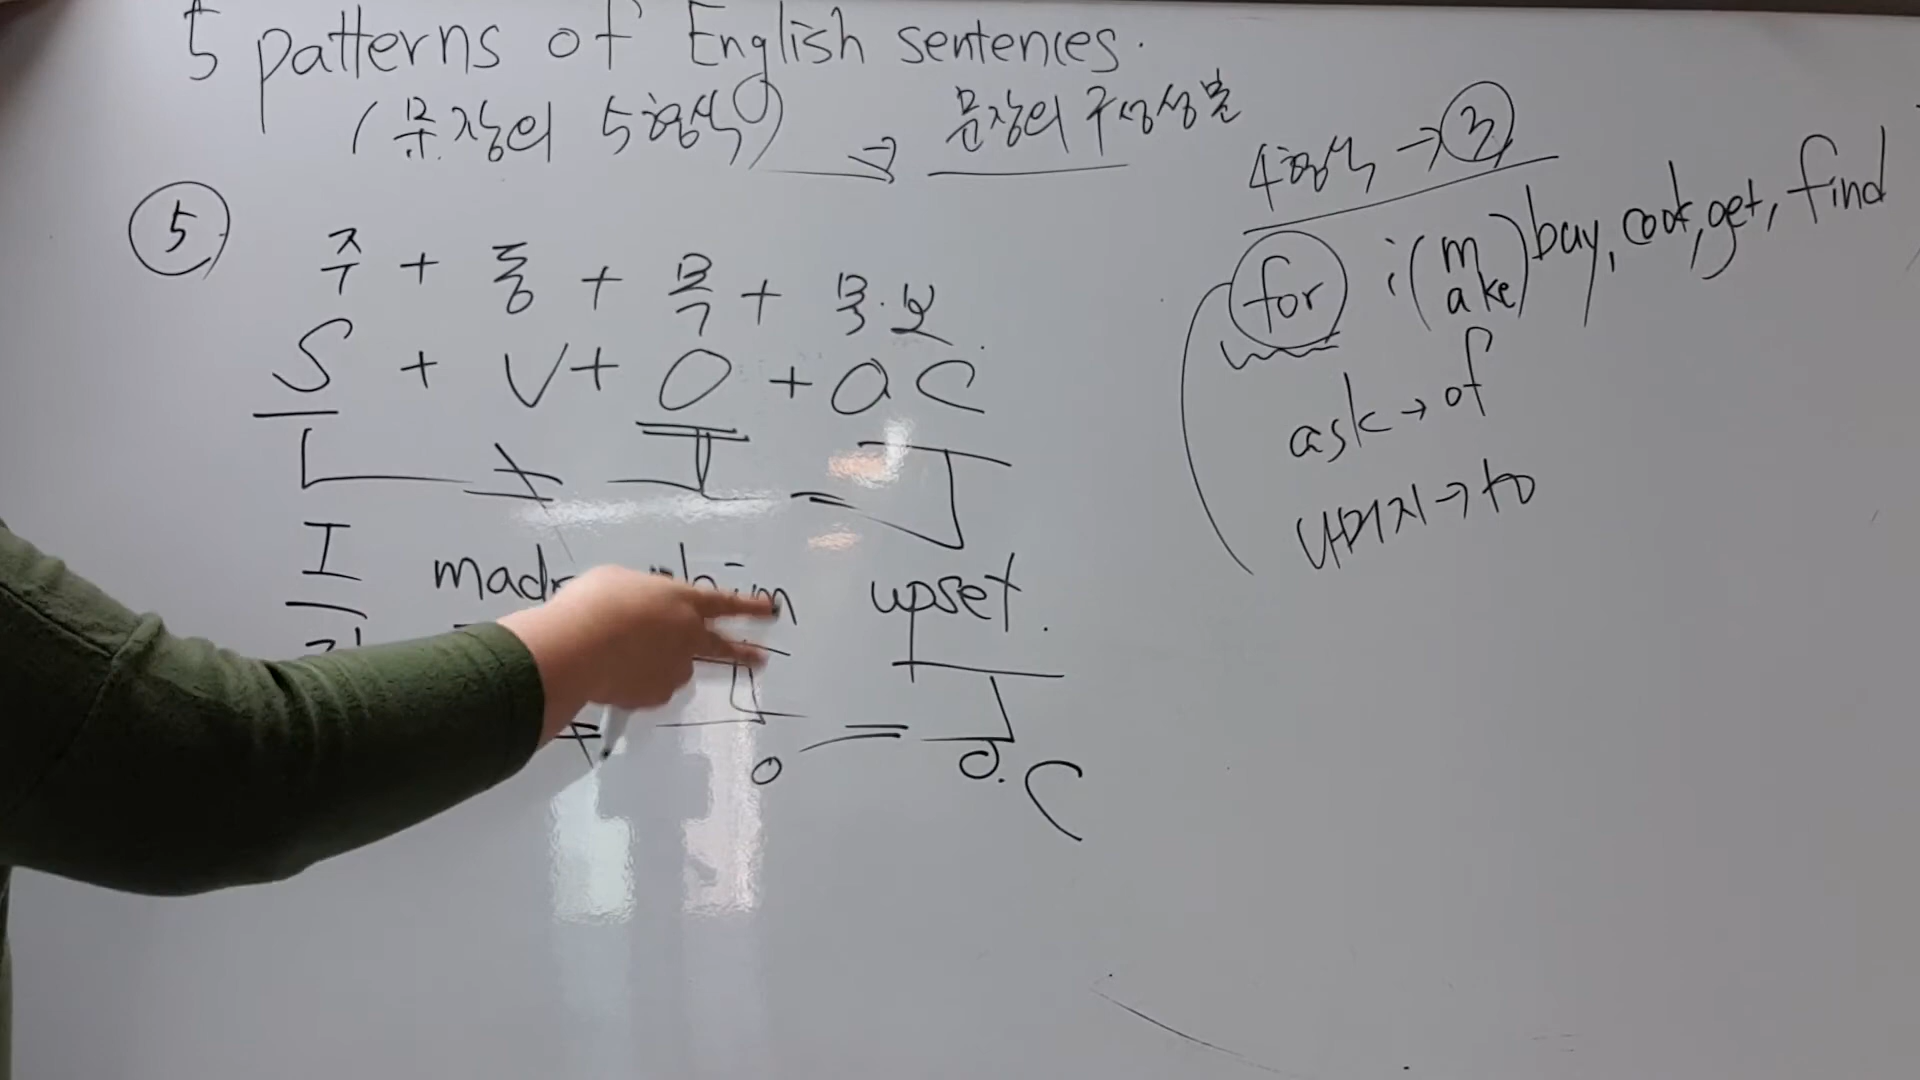 5 patterns of English sentences.
(문장의 5형식) → 문장의 구성성분
⑤
주 + 동 + 목 + 목.보
S + V + O + OC
≠ =
I made him upset.
≠ O = O.C
4형식 → ③
for ; (make) buy, cook, get, find
ask → of
나머지 → to